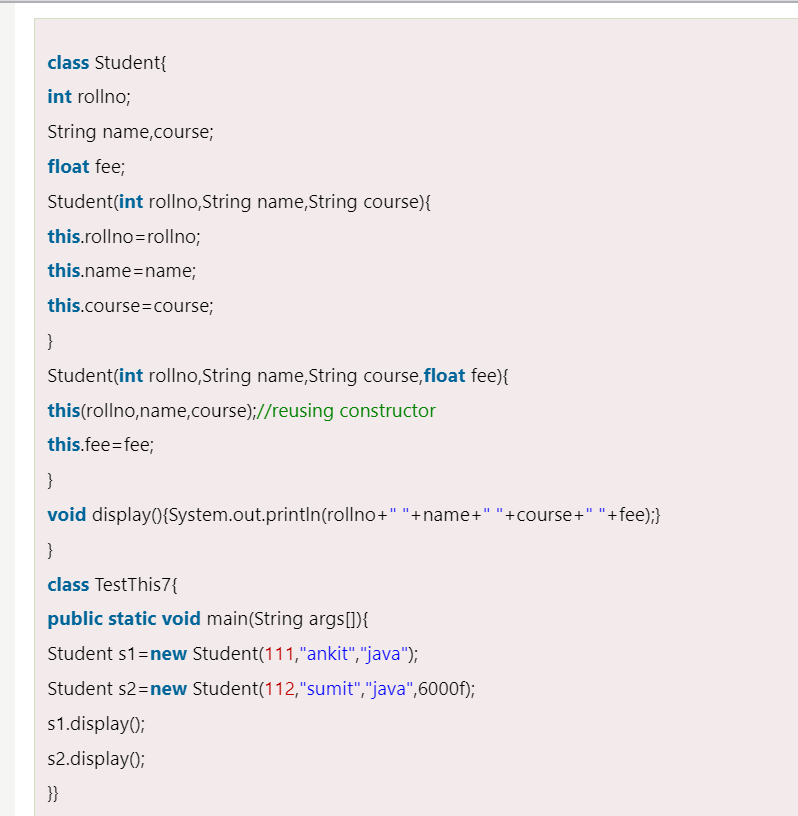 class Student{
int rollno;
String name,course;
float fee;
Student(int rollno,String name,String course){
this.rollno=rollno;
this.name=name;
this.course=course;
}
Student(int rollno,String name,String course,float fee){
this(rollno,name,course);//reusing constructor
this.fee=fee;
}
void display(){System.out.println(rollno+" "+name+" "+course+" "+fee);}
}
class TestThis7{
public static void main(String args[]){
Student s1=new Student(111,"ankit","java");
Student s2=new Student(112,"sumit","java",6000f);
s1.display();
s2.display();
}}